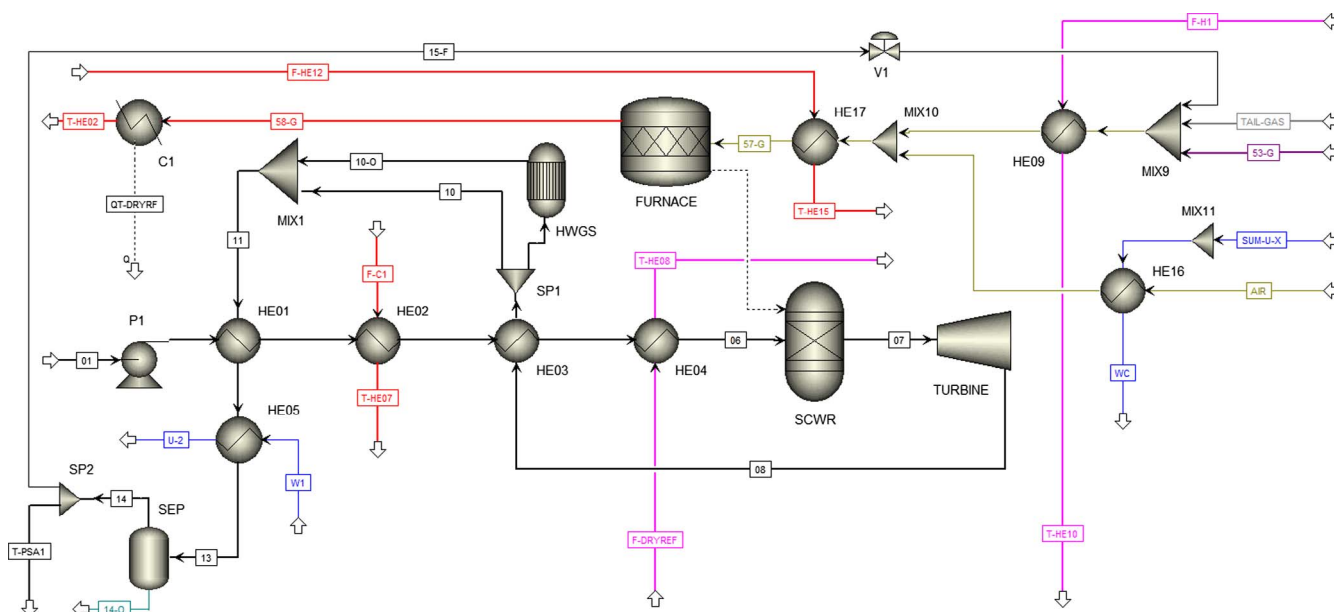 F-H1
15-F
V1
F-HE12
HE17
MIX10
TAIL-GAS
T-HE02
58-G
57-G
HE09
53-G
C1
10-O
MIX9
QT-DRYRF
10
FURNACE
T-HE15
MIX1
HWGS
MIX11
SUM-U-X
11
F-C1
T-HE08
HE16
Q
SP1
AIR
P1
HE01
HE02
01
HE03
HE04
06
07
WC
T-HE07
TURBINE
HE05
SCWR
U-2
SP2
08
W1
14
SEP
T-PSA1
13
F-DRYREF
T-HE10
14-O